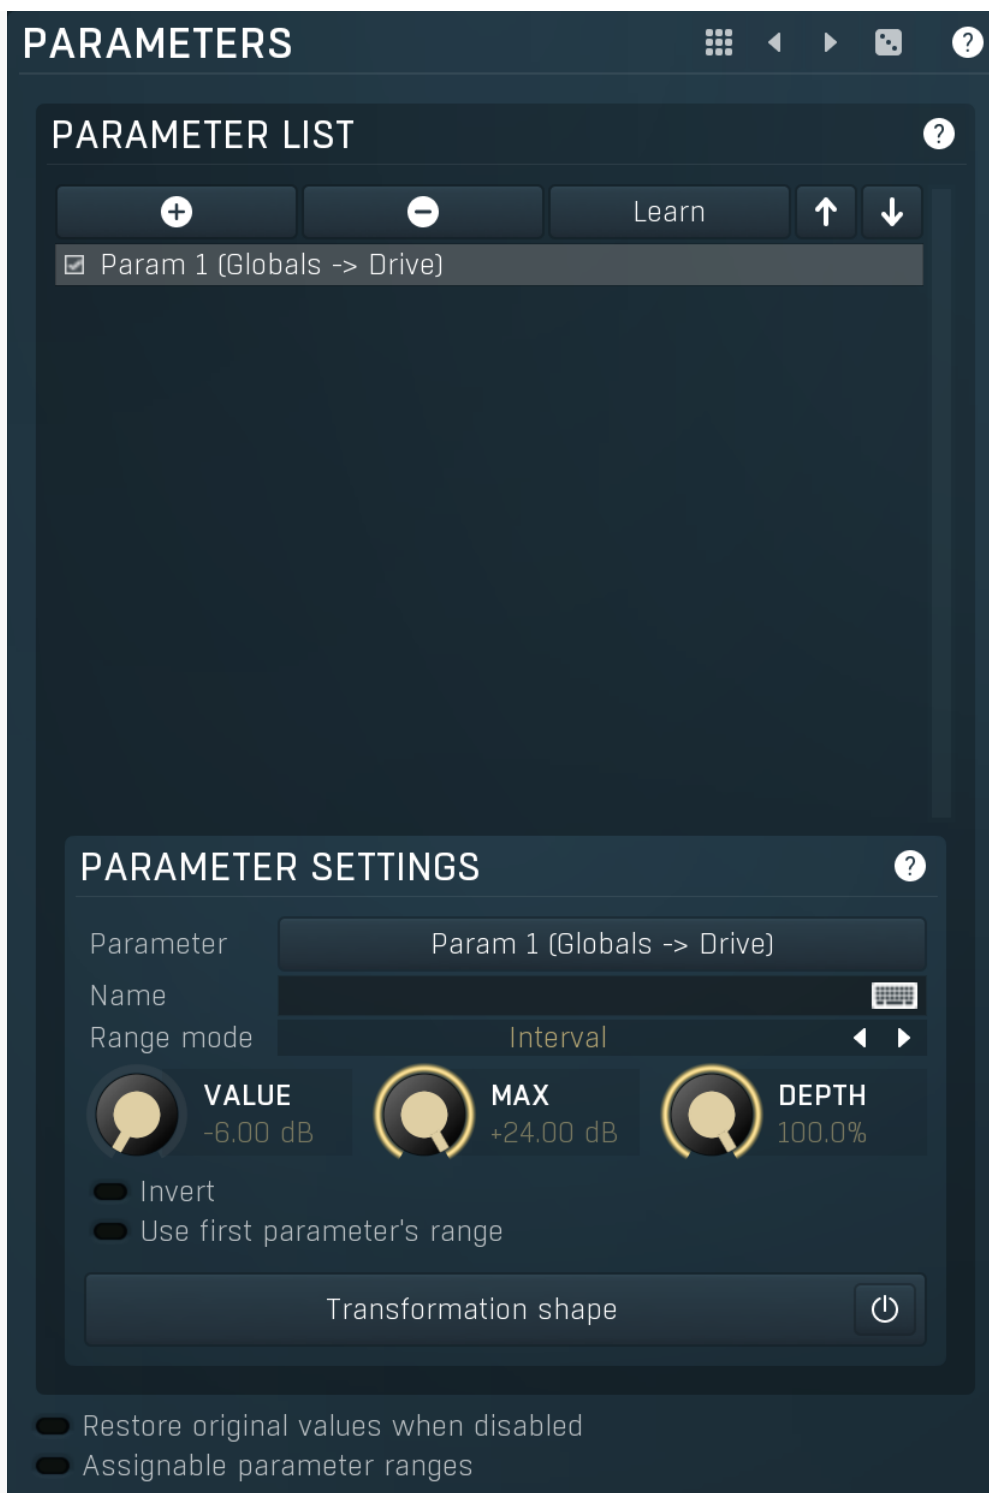 PARAMETERS
?
PARAMETER LIST
?
Learn
Param 1 (Globals -> Drive)
PARAMETER SETTINGS
?
Parameter Param 1 (Globals -> Drive)
Name
Range mode Interval
VALUE MAX DEPTH
-6.00 dB +24.00 dB 100.0%
Invert
Use first parameter's range
Transformation shape
Restore original values when disabled
Assignable parameter ranges